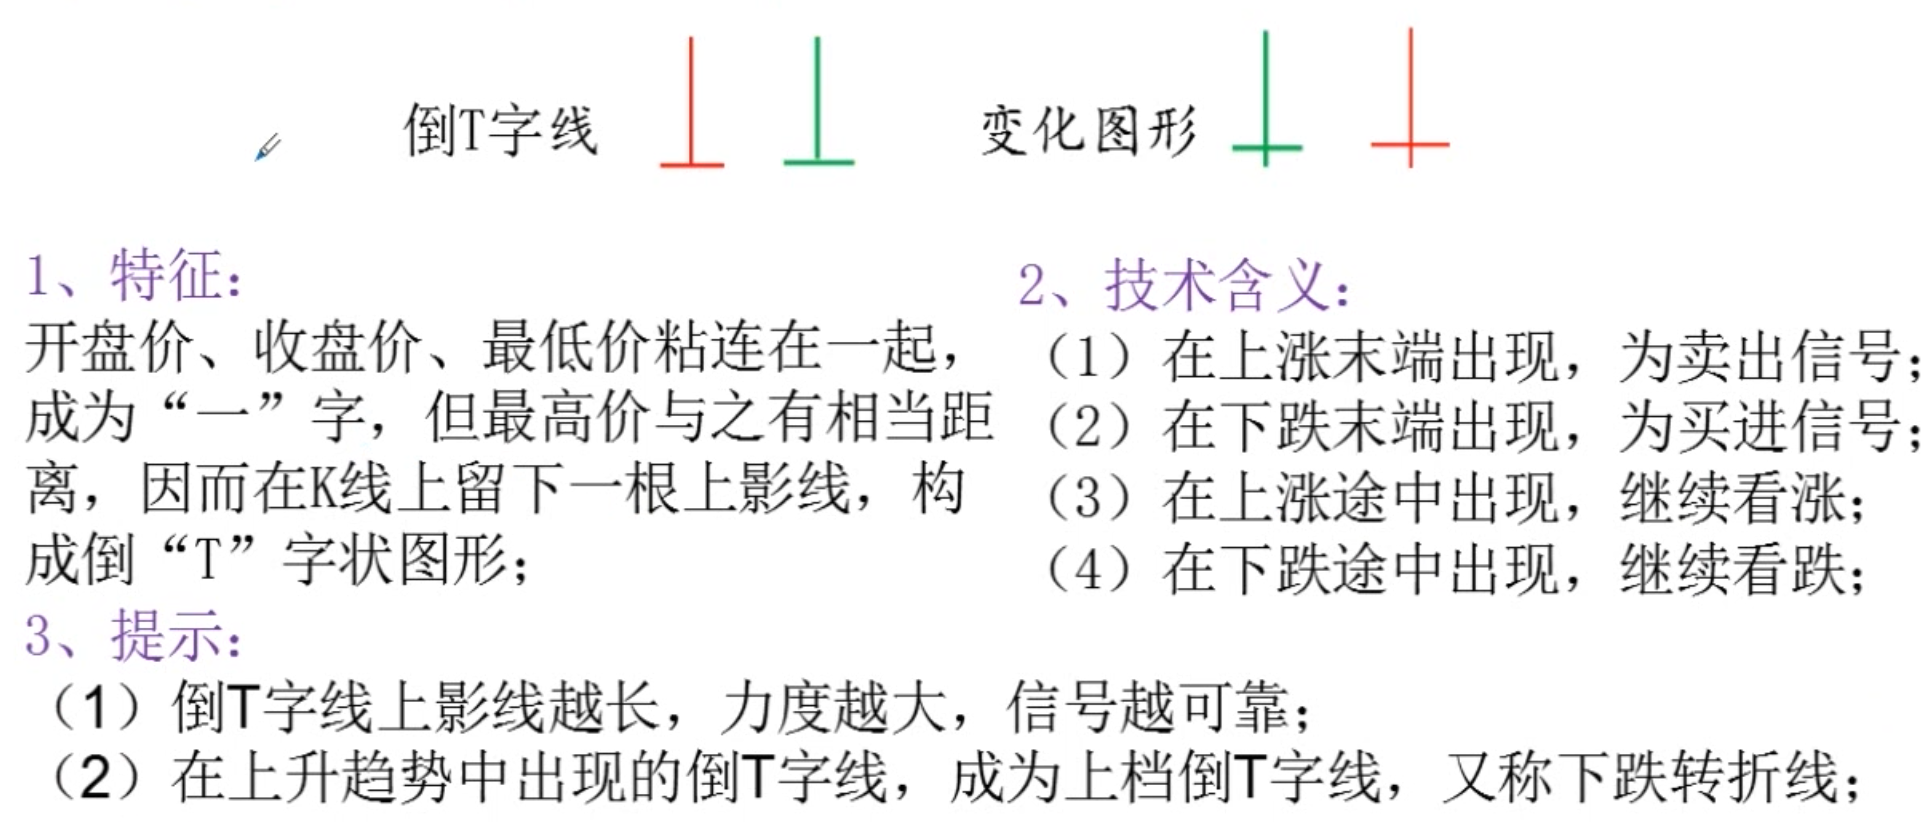 倒T字线
变化图形
1、特征：
开盘价、收盘价、最低价粘连在一起，
成为“一”字，但最高价与之有相当距
离，因而在K线上留下一根上影线，构
成倒“T”字状图形；
2、技术含义：
（1）在上涨末端出现，为卖出信号；
（2）在下跌末端出现，为买进信号；
（3）在上涨途中出现，继续看涨；
（4）在下跌途中出现，继续看跌；
3、提示：
（1）倒T字线上影线越长，力度越大，信号越可靠；
（2）在上升趋势中出现的倒T字线，成为上档倒T字线，又称下跌转折线；